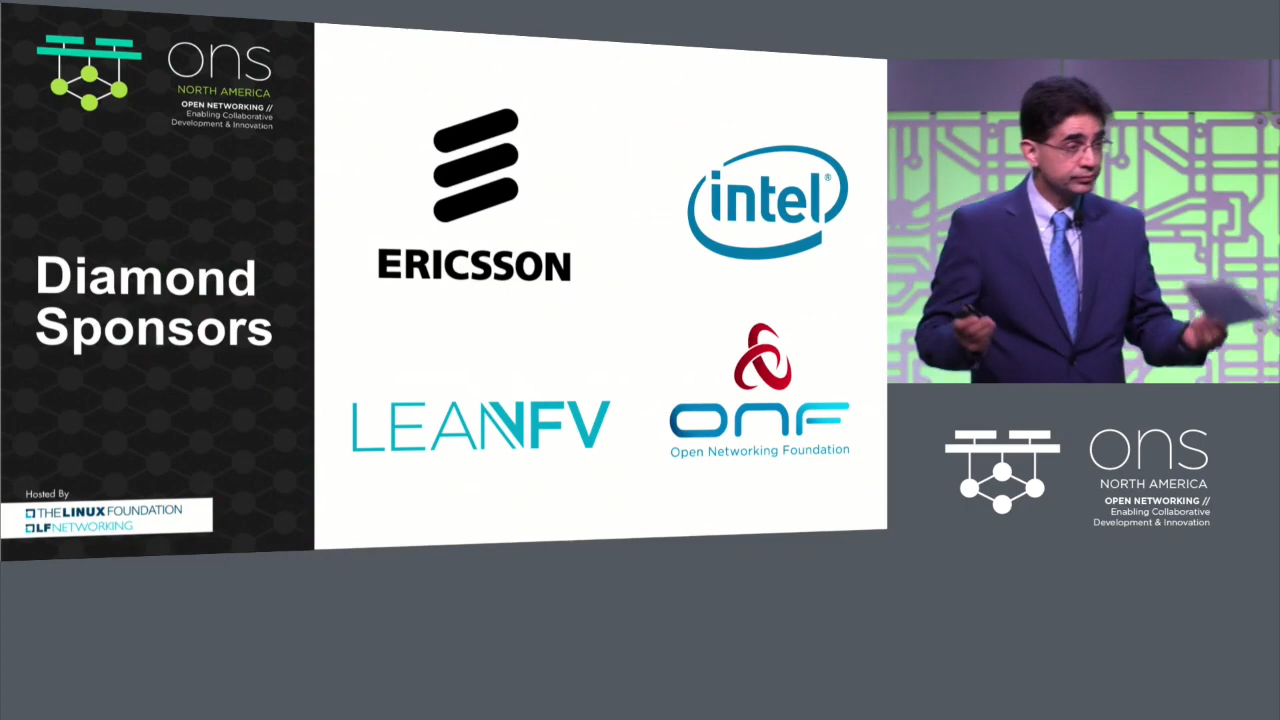 ons
NORTH AMERICA
OPEN NETWORKING //
Enabling Collaborative
Development & Innovation
Diamond
Sponsors
Hosted By
THE LINUX FOUNDATION
LF NETWORKING
ERICSSON
intel®
LEANNFV
ONF
Open Networking Foundation
ons
NORTH AMERICA
OPEN NETWORKING //
Enabling Collaborative
Development & Innovation